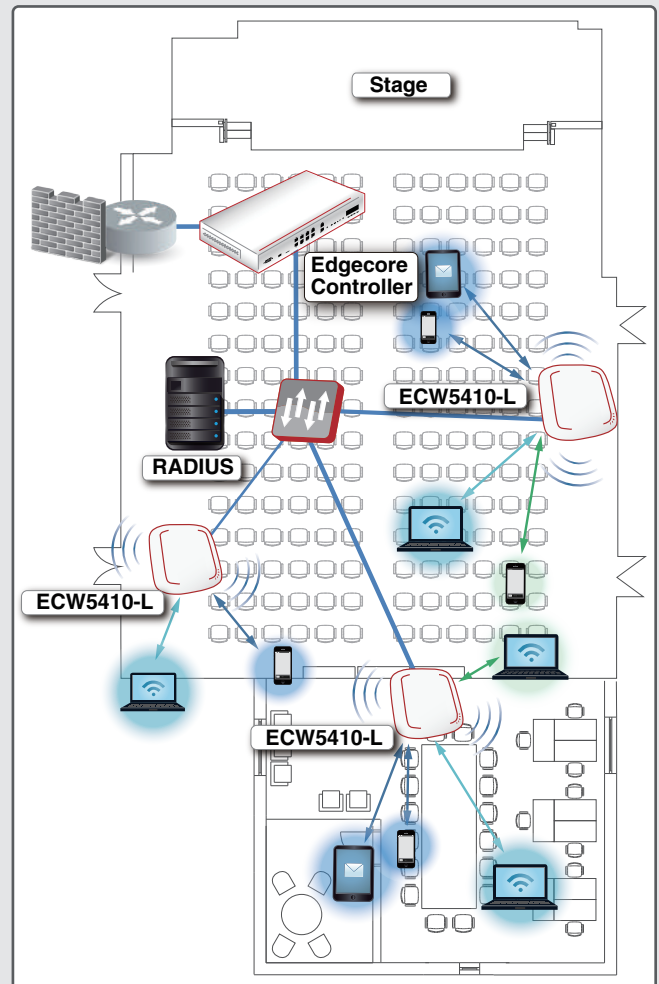 Stage
Edgecore
Controller
ECW5410-L
RADIUS
ECW5410-L
ECW5410-L